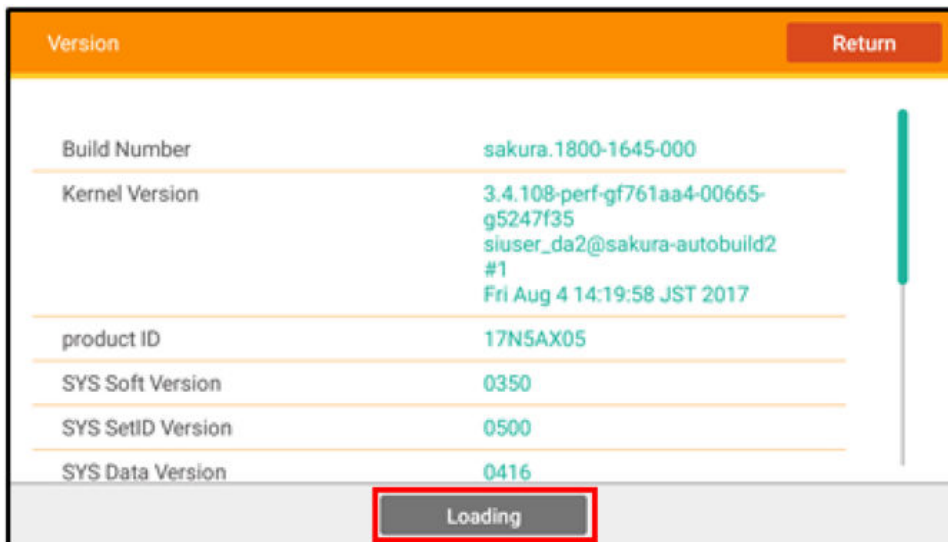 Version
Return
Build Number sakura.1800-1645-000
Kernel Version 3.4.108-perf-gf761aa4-00665-
g5247f35
siuser_da2@sakura-autobuild2
#1
Fri Aug 4 14:19:58 JST 2017
product ID 17N5AX05
SYS Soft Version 0350
SYS SetID Version 0500
SYS Data Version 0416
Loading